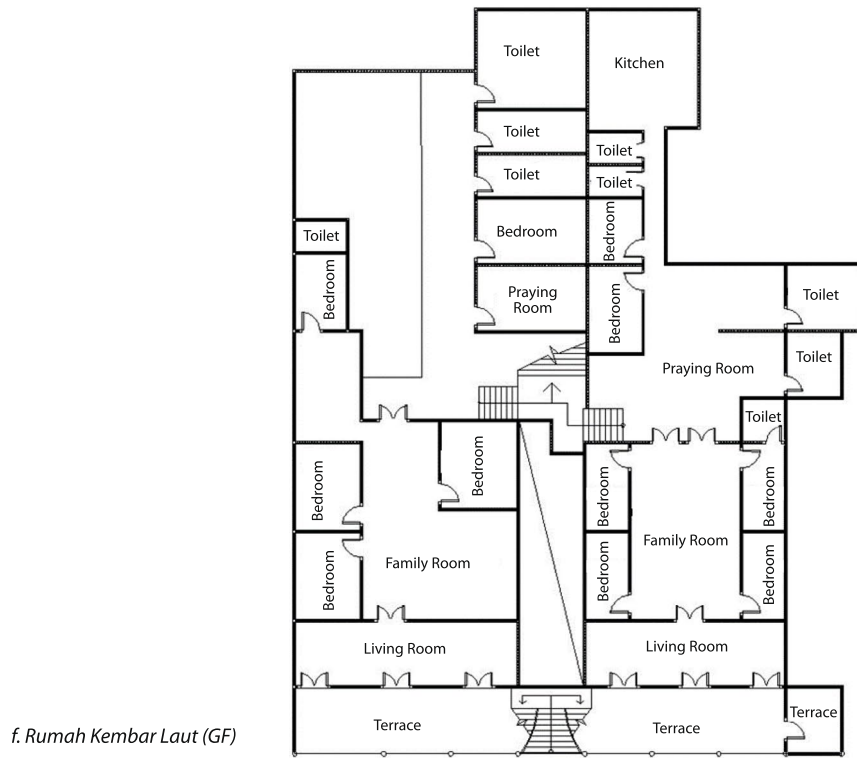 Toilet
Kitchen
Toilet
Toilet
Toilet
Toilet
Bedroom
Bedroom
Toilet
Bedroom
Praying
Room
Bedroom
Toilet
Praying Room
Toilet
Toilet
Bedroom
Bedroom
Bedroom
Bedroom
Family Room
Family Room
Bedroom
Bedroom
Bedroom
Living Room
Living Room
Terrace
Terrace
Terrace
f. Rumah Kembar Laut (GF)